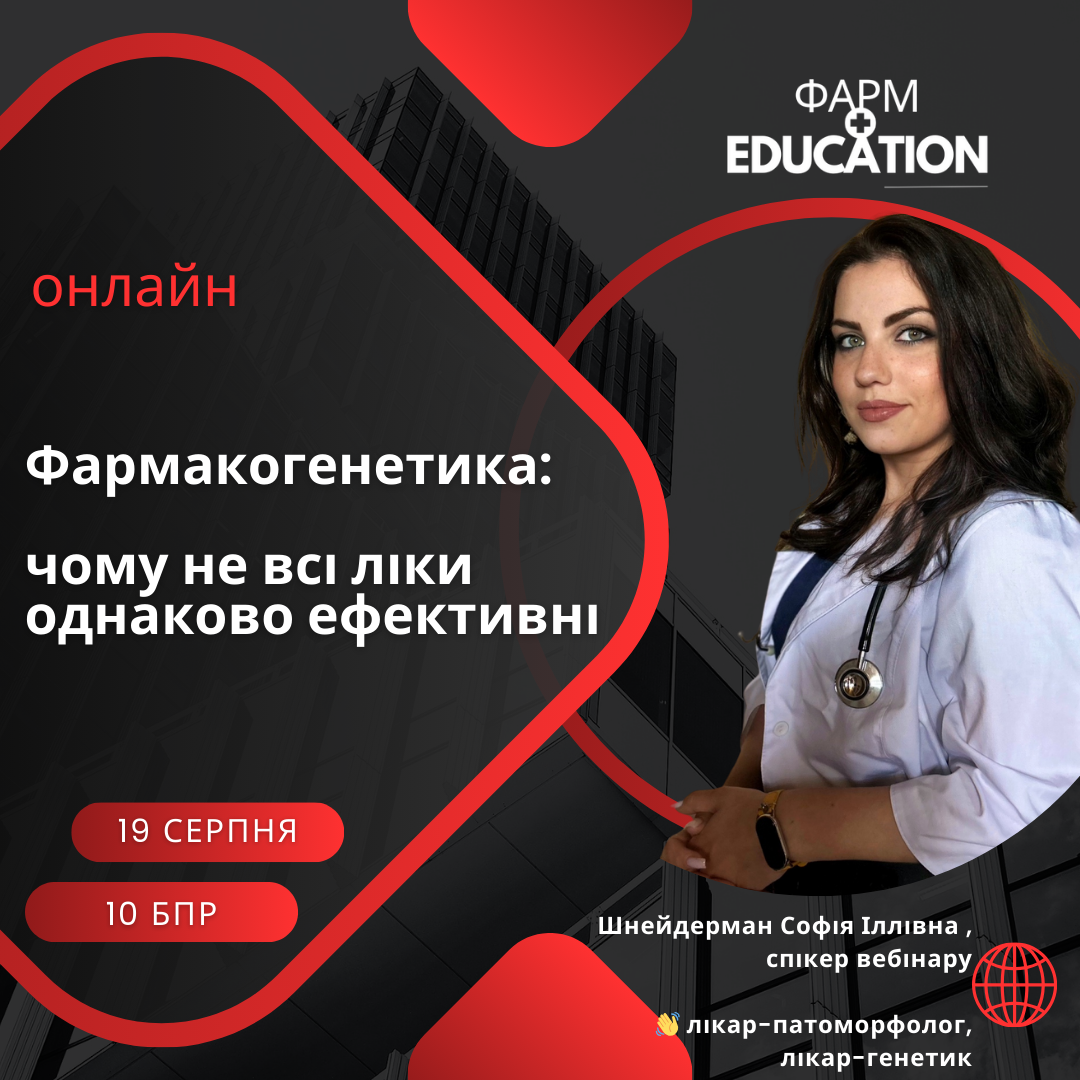 ФАРМ
EDUCATION
онлайн
Фармакогенетика:
чому не всі ліки
однаково ефективні
19 СЕРПНЯ
10 БПР
Шнейдерман Софія Іллівна ,
спікер вебінару
👋 лікар-патоморфолог,
лікар-генетик